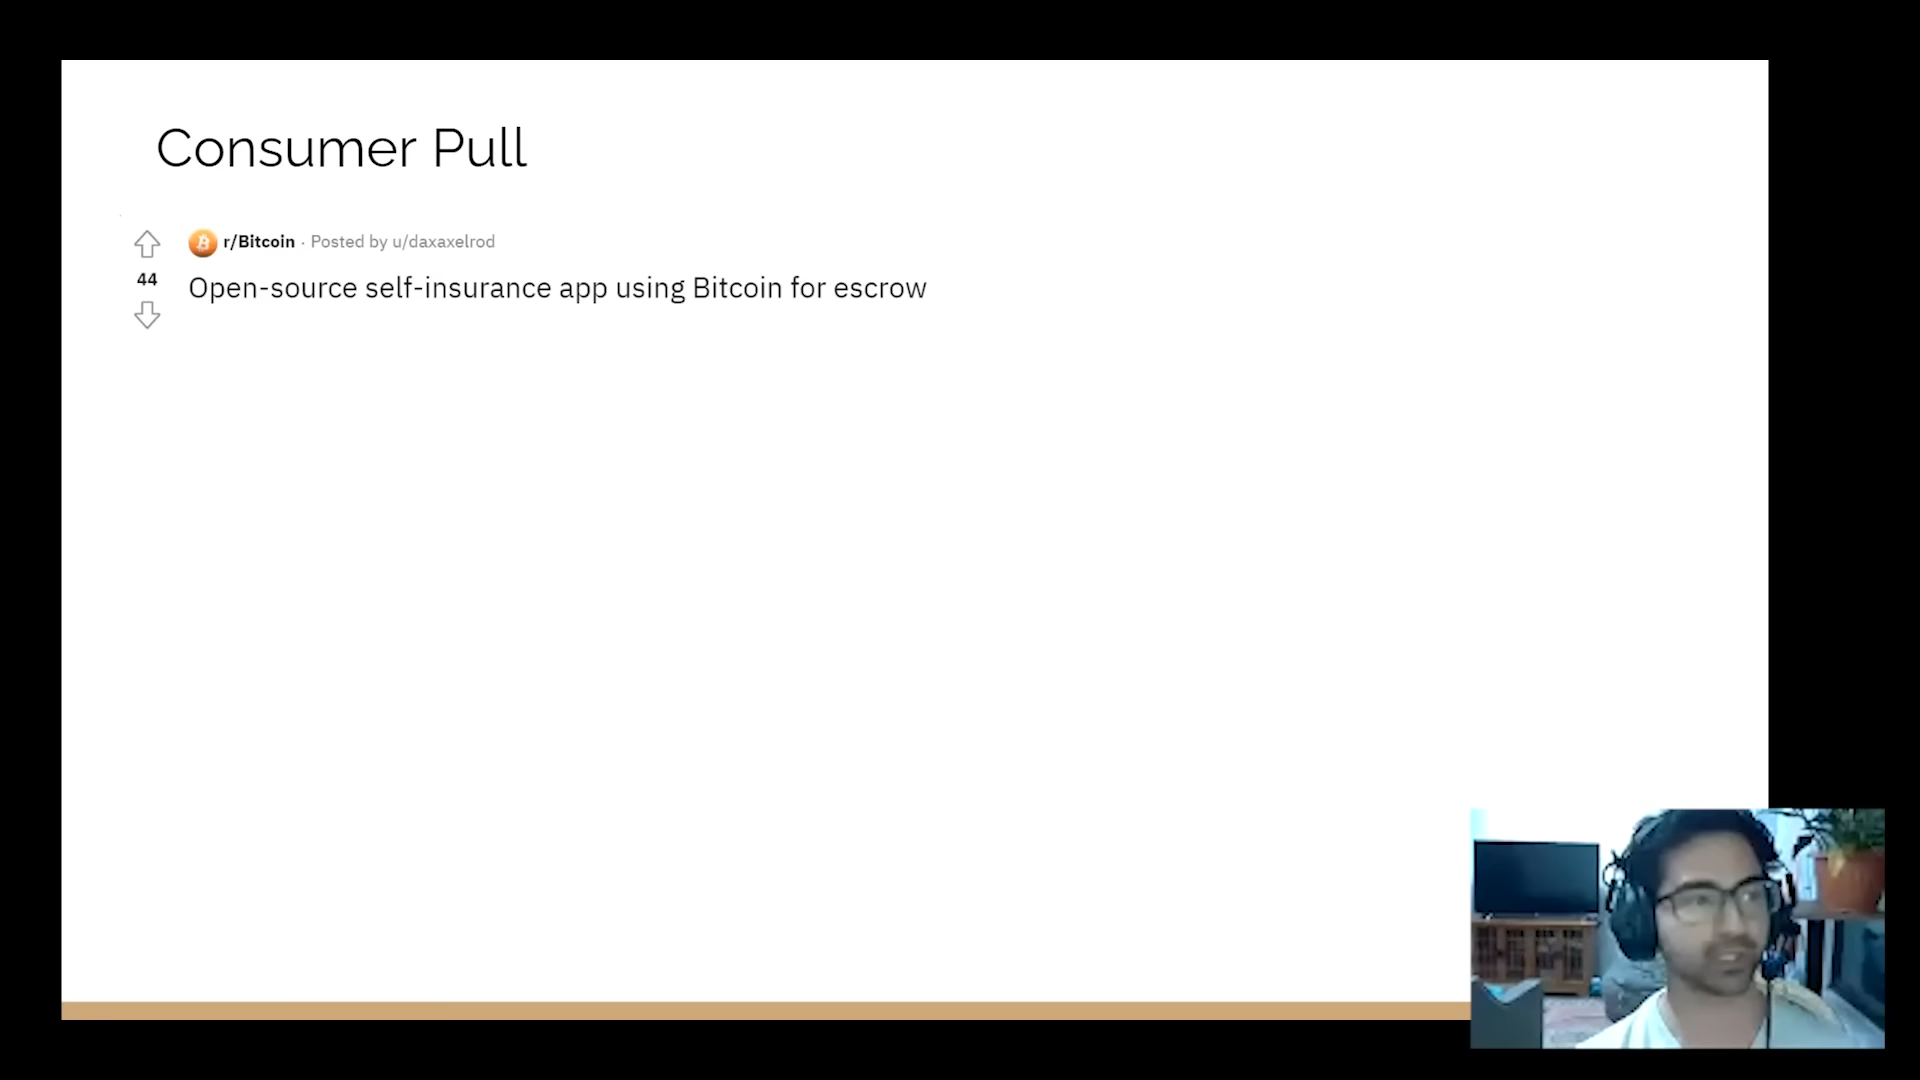 Consumer Pull
r/Bitcoin · Posted by u/daxaxelrod
44
Open-source self-insurance app using Bitcoin for escrow